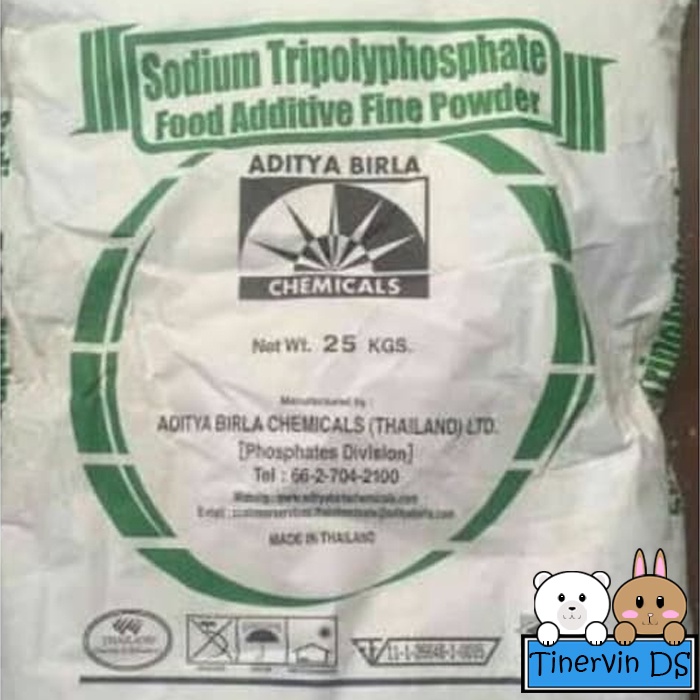 Sodium Tripolyphosphate
Food Additive Fine Powder
ADITYA BIRLA
CHEMICALS
Net Wt. 25 KGS.
Manufactured by :
ADITYA BIRLA CHEMICALS (THAILAND) LTD.
[Phosphates Division]
Tel : 66-2-704-2100
MADE IN THAILAND
THAILAND
Tinervin DS